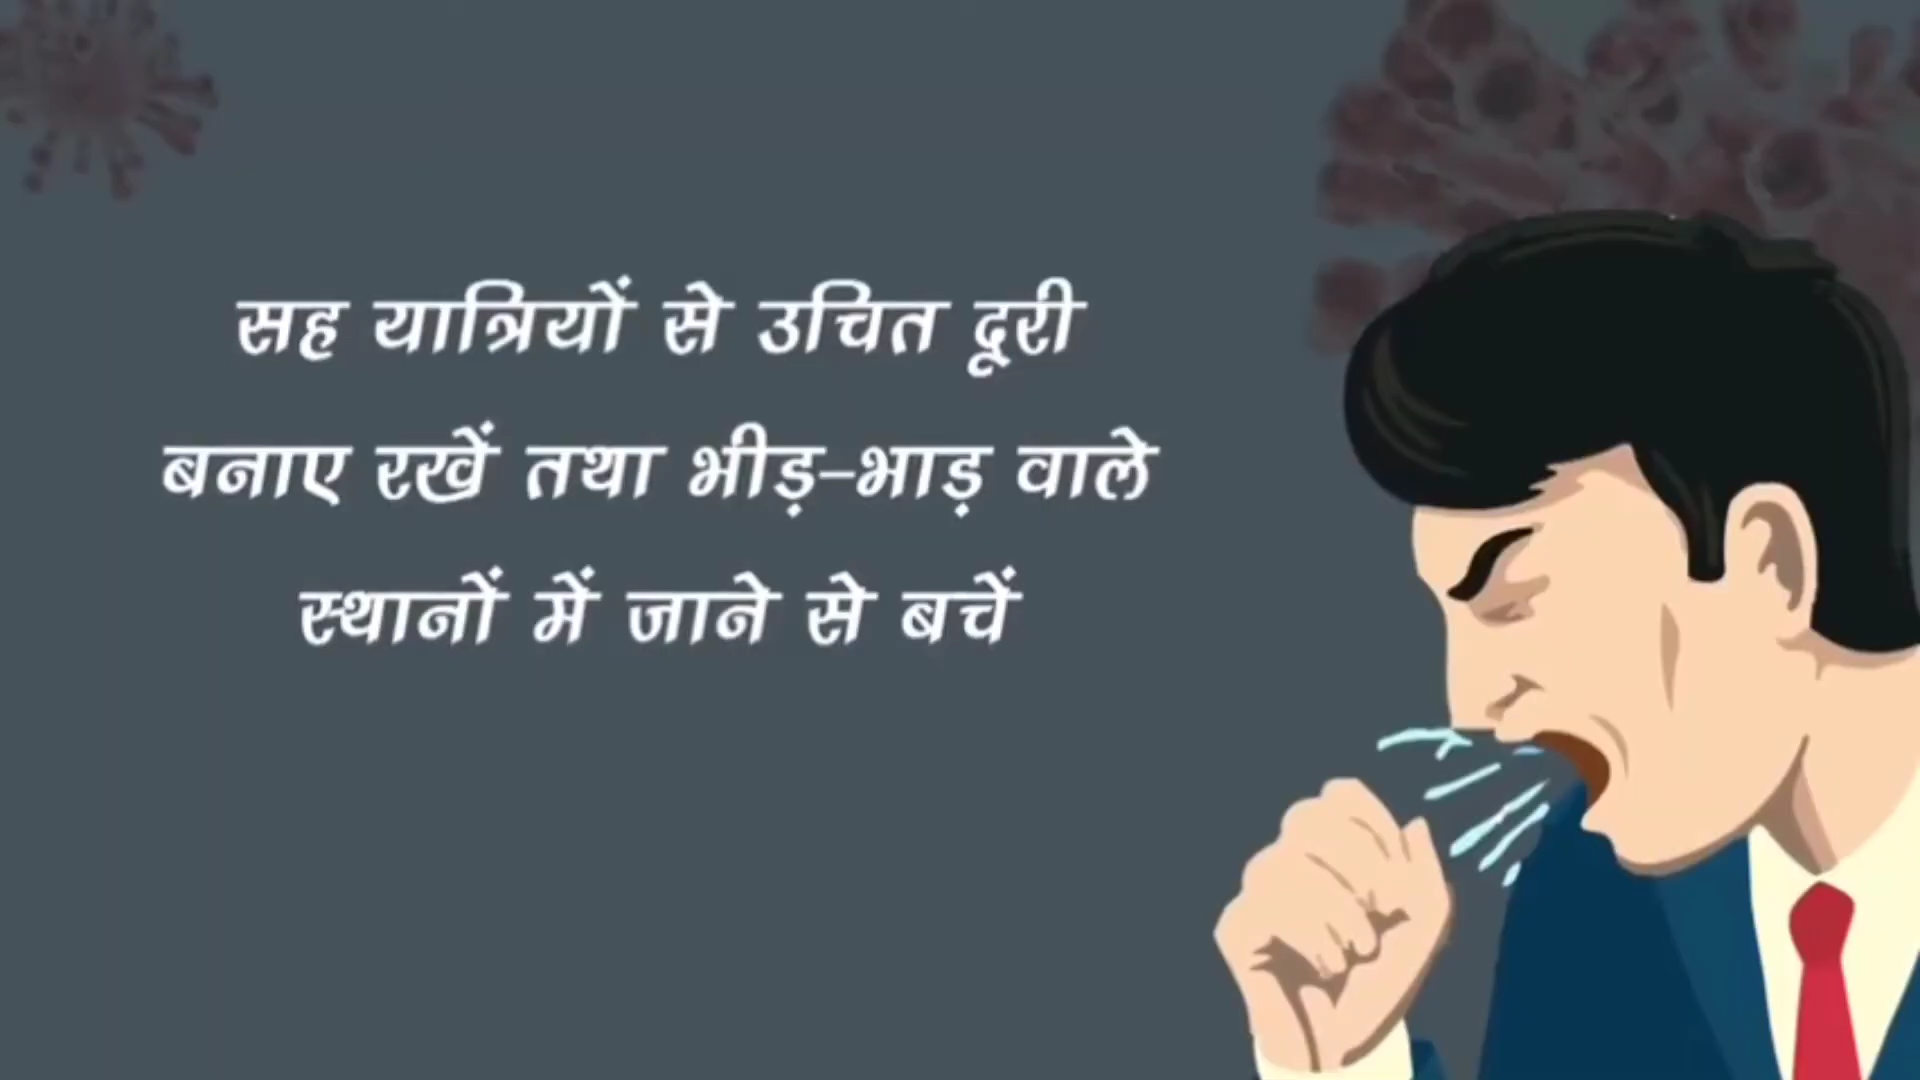 सह यात्रियों से उचित दूरी
बनाए रखें तथा भीड़-भाड़ वाले
स्थानों में जाने से बचें